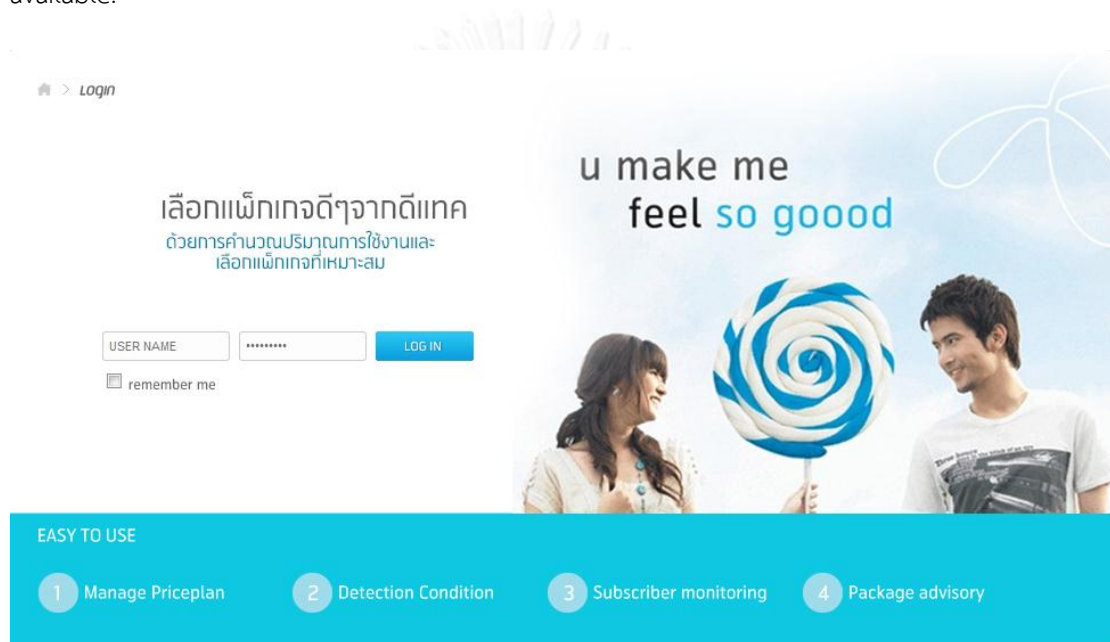 available.
> Login
u make me
feel so goood
เลือกแพ็กเกจดีๆจากดีแทค
ด้วยการคำนวณปริมาณการใช้งานและ
เลือกแพ็กเกจที่เหมาะสม
USER NAME ••••••••• LOG IN
remember me
EASY TO USE
1 Manage Priceplan 2 Detection Condition 3 Subscriber monitoring 4 Package advisory